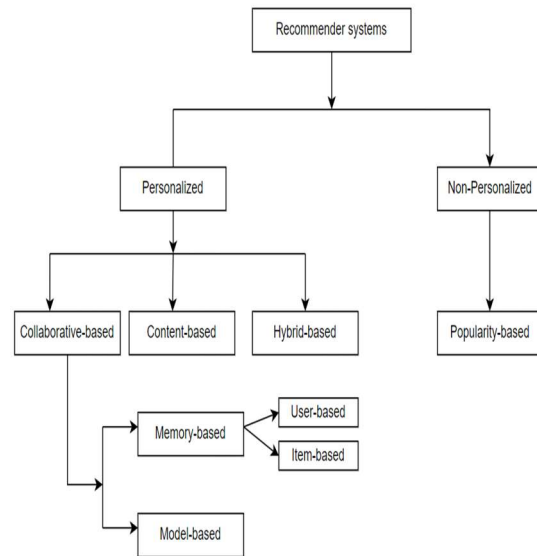 Recommender systems
Personalized
Non-Personalized
Collaborative-based
Content-based
Hybrid-based
Popularity-based
Memory-based
User-based
Item-based
Model-based